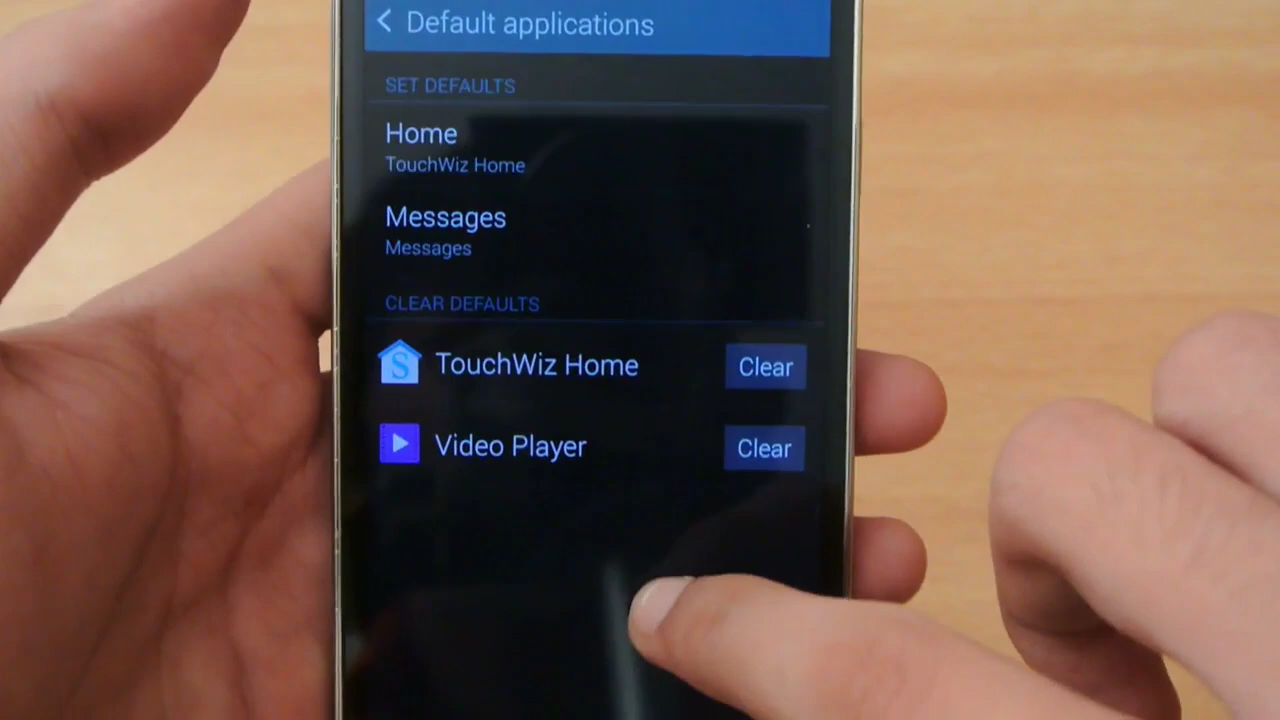 Default applications
SET DEFAULTS
Home
TouchWiz Home
Messages
Messages
CLEAR DEFAULTS
S TouchWiz Home Clear
Video Player Clear